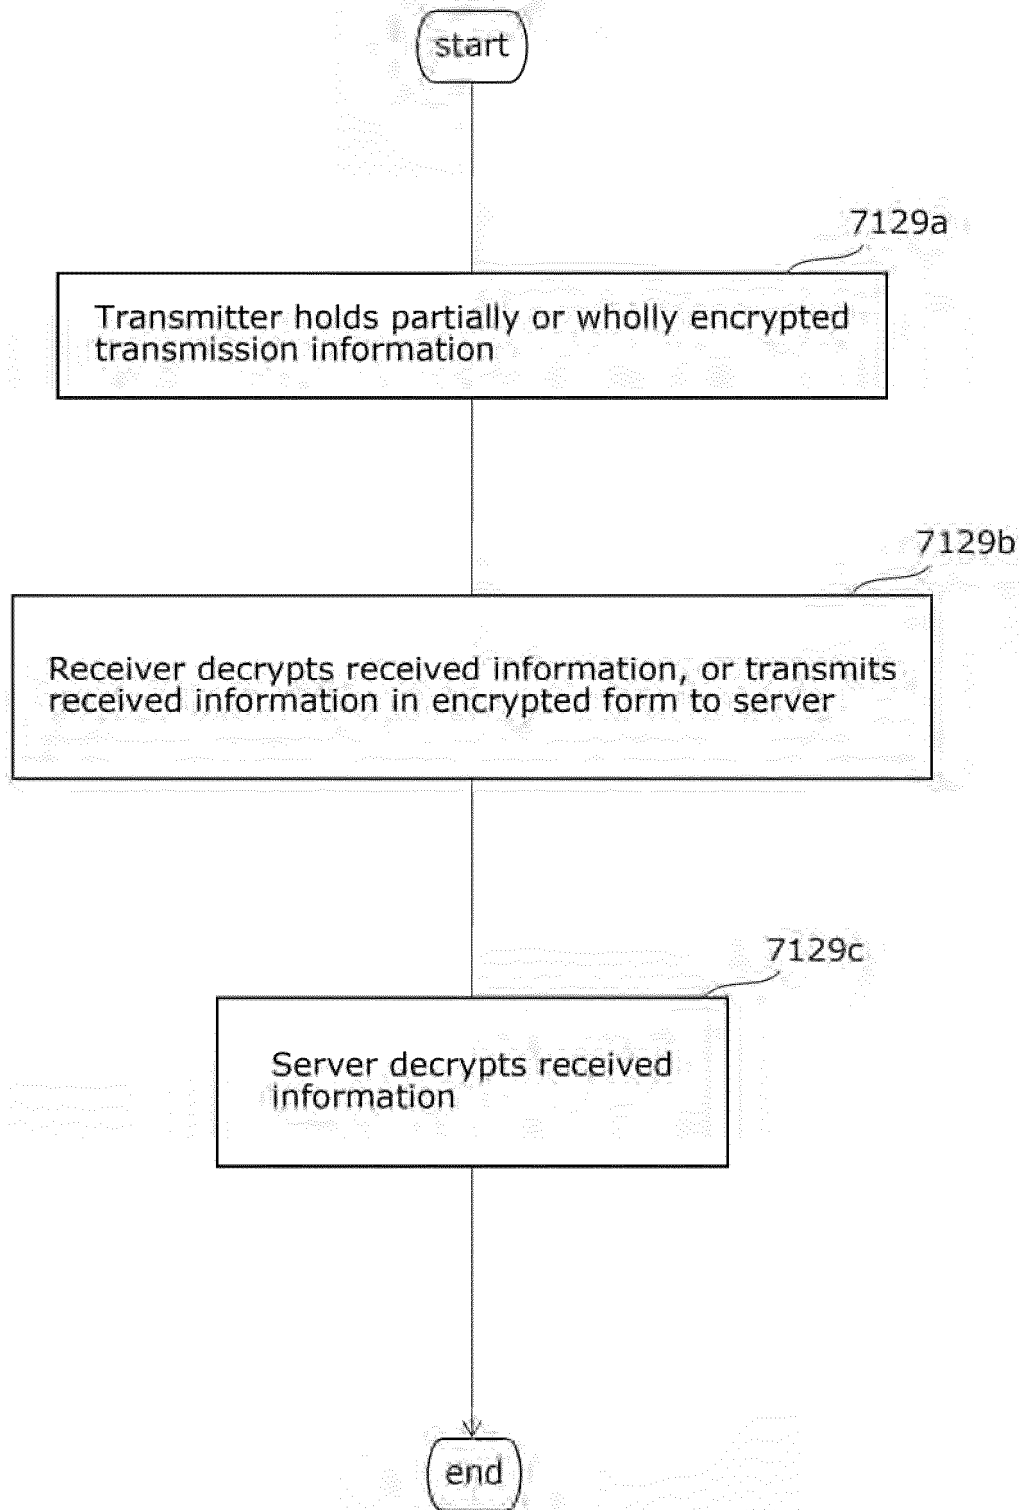 start
7129a
Transmitter holds partially or wholly encrypted
transmission information
7129b
Receiver decrypts received information, or transmits
received information in encrypted form to server
7129c
Server decrypts received
information
end